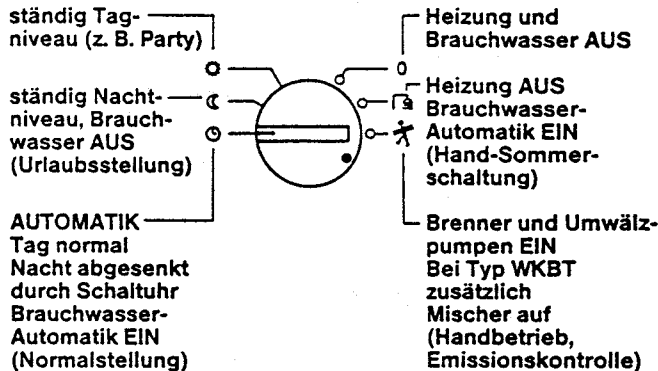 ständig Tag-
niveau (z. B. Party)
ständig Nacht-
niveau, Brauch-
wasser AUS
(Urlaubsstellung)
AUTOMATIK
Tag normal
Nacht abgesenkt
durch Schaltuhr
Brauchwasser-
Automatik EIN
(Normalstellung)
0
Heizung und
Brauchwasser AUS
Heizung AUS
Brauchwasser-
Automatik EIN
(Hand-Sommer-
schaltung)
Brenner und Umwälz-
pumpen EIN
Bei Typ WKBT
zusätzlich
Mischer auf
(Handbetrieb,
Emissionskontrolle)